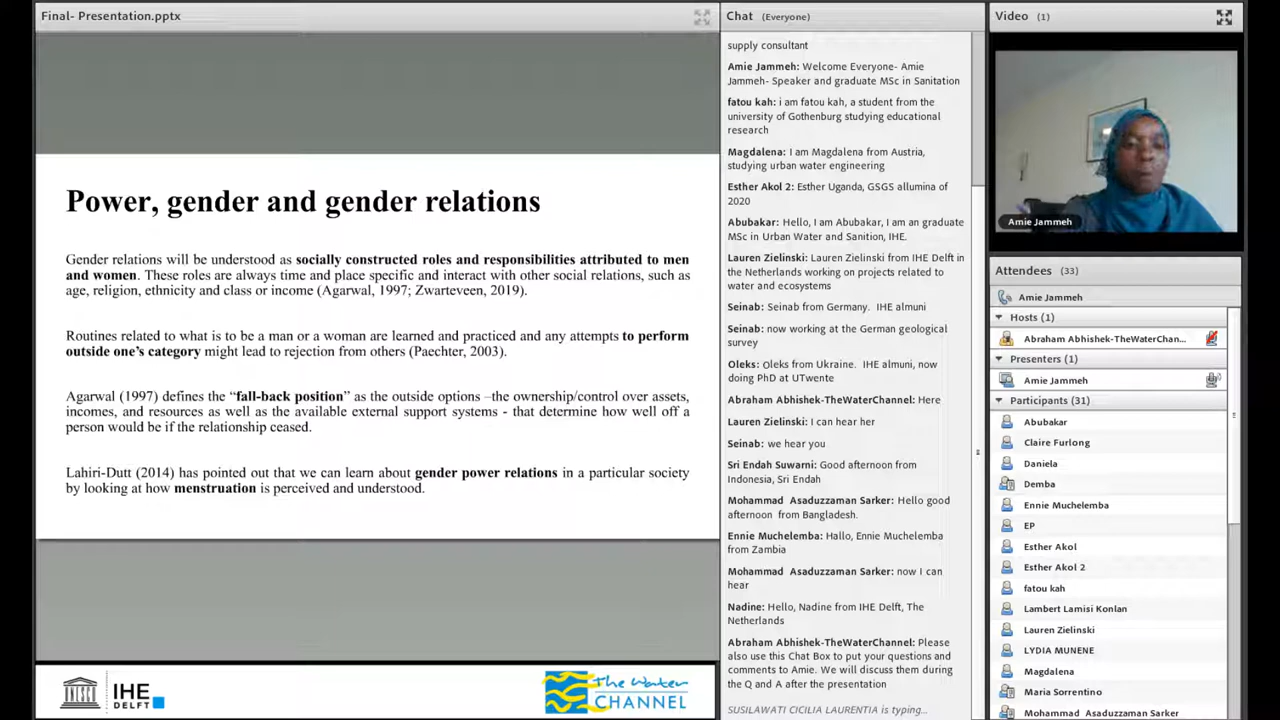 Final- Presentation.pptx
Power, gender and gender relations
Gender relations will be understood as socially constructed roles and responsibilities attributed to men
and women. These roles are always time and place specific and interact with other social relations, such as
age, religion, ethnicity and class or income (Agarwal, 1997; Zwarteveen, 2019).
Routines related to what is to be a man or a woman are learned and practiced and any attempts to perform
outside one’s category might lead to rejection from others (Paechter, 2003).
Agarwal (1997) defines the “fall-back position” as the outside options –the ownership/control over assets,
incomes, and resources as well as the available external support systems - that determine how well off a
person would be if the relationship ceased.
Lahiri-Dutt (2014) has pointed out that we can learn about gender power relations in a particular society
by looking at how menstruation is perceived and understood.
IHE
DELFT
The Water
CHANNEL
Chat (Everyone)
supply consultant
Amie Jammeh: Welcome Everyone- Amie
Jammeh- Speaker and graduate MSc in Sanitation
fatou kah: i am fatou kah, a student from the
university of Gothenburg studying educational
research
Magdalena: I am Magdalena from Austria,
studying urban water engineering
Esther Akol 2: Esther Uganda, GSGS allumina of
2020
Abubakar: Hello, I am Abubakar, I am an graduate
MSc in Urban Water and Sanition, IHE.
Lauren Zielinski: Lauren Zielinski from IHE Delft in
the Netherlands working on projects related to
water and ecosystems
Seinab: Seinab from Germany. IHE almuni
Seinab: now working at the German geological
survey
Oleks: Oleks from Ukraine. IHE almuni, now
doing PhD at UTwente
Abraham Abhishek-TheWaterChannel: Here
Lauren Zielinski: I can hear her
Seinab: we hear you
Sri Endah Suwarni: Good afternoon from
Indonesia, Sri Endah
Mohammad Asaduzzaman Sarker: Hello good
afternoon from Bangladesh.
Ennie Muchelemba: Hallo, Ennie Muchelemba
from Zambia
Mohammad Asaduzzaman Sarker: now I can
hear
Nadine: Hello, Nadine from IHE Delft, The
Netherlands
Abraham Abhishek-TheWaterChannel: Please
also use this Chat Box to put your questions and
comments to Amie. We will discuss them during
the Q and A after the presentation
SUSILAWATI CICILIA LAURENTIA is typing...
Video (1)
Amie Jammeh
Attendees (33)
Amie Jammeh
Hosts (1)
Abraham Abhishek-TheWaterChan...
Presenters (1)
Amie Jammeh
Participants (31)
Abubakar
Claire Furlong
Daniela
Demba
Ennie Muchelemba
EP
Esther Akol
Esther Akol 2
fatou kah
Lambert Lamisi Konlan
Lauren Zielinski
LYDIA MUNENE
Magdalena
Maria Sorrentino
Mohammad Asaduzzaman Sarker